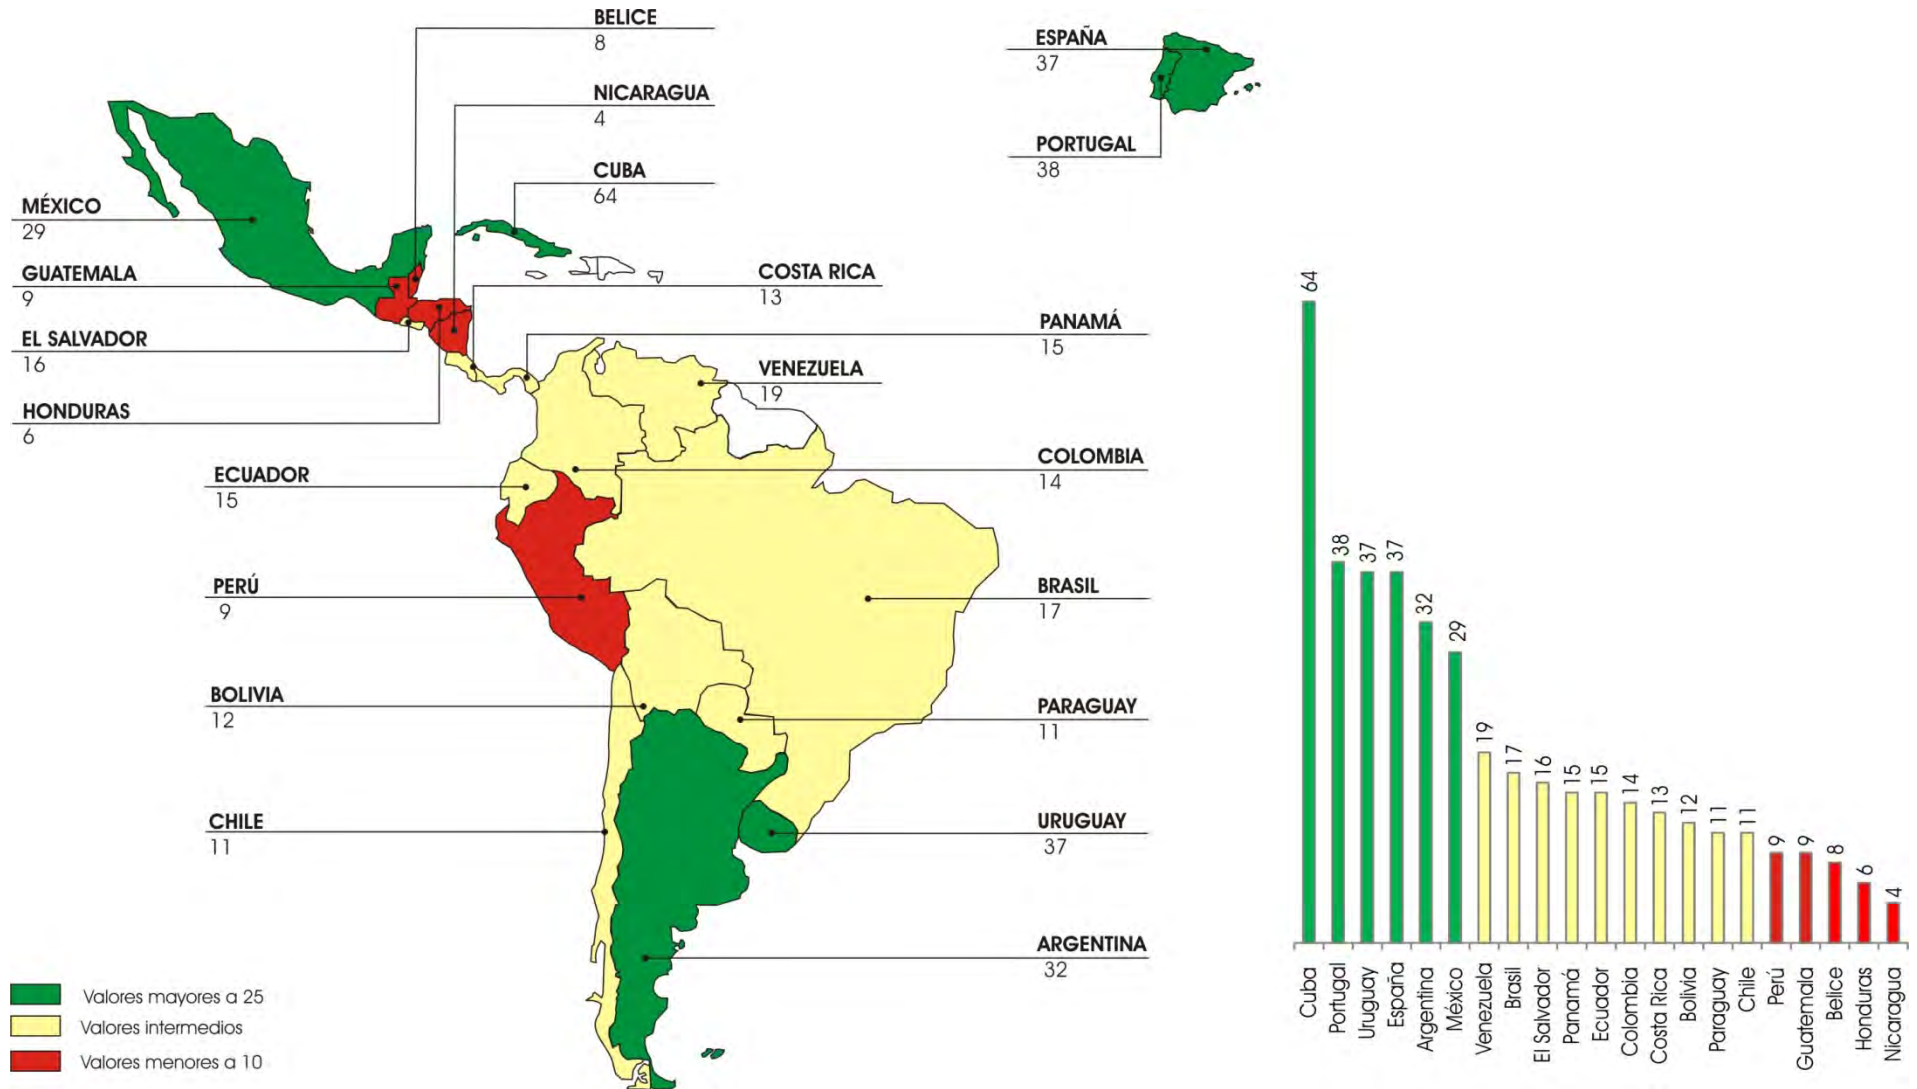 BELICE
8
NICARAGUA
4
CUBA
64
ESPAÑA
37
PORTUGAL
38
MÉXICO
29
GUATEMALA
9
EL SALVADOR
16
HONDURAS
6
COSTA RICA
13
PANAMÁ
15
VENEZUELA
19
COLOMBIA
14
ECUADOR
15
PERÚ
9
BRASIL
17
BOLIVIA
12
PARAGUAY
11
CHILE
11
URUGUAY
37
ARGENTINA
32
Valores mayores a 25
Valores intermedios
Valores menores a 10
64
38
37
37
32
29
19
17
16
15
15
14
13
12
11
11
9
9
8
6
4
Cuba
Portugal
Uruguay
España
Argentina
México
Venezuela
Brasil
El Salvador
Panamá
Ecuador
Colombia
Costa Rica
Bolivia
Paraguay
Chile
Perú
Guatemala
Belice
Honduras
Nicaragua